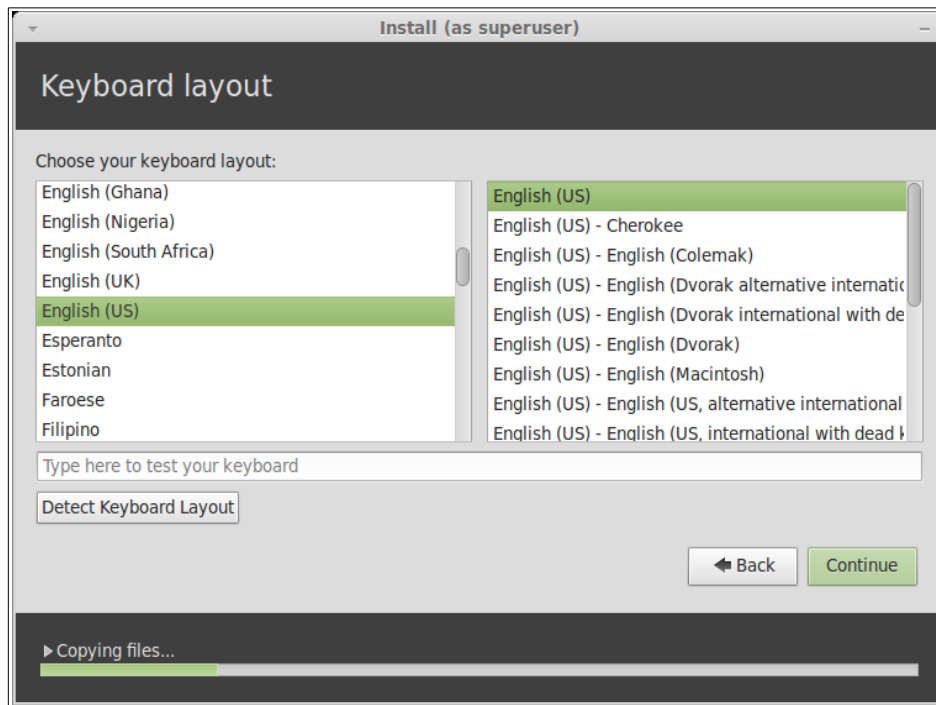 Install (as superuser)
Keyboard layout
Choose your keyboard layout:
English (Ghana)
English (Nigeria)
English (South Africa)
English (UK)
English (US)
Esperanto
Estonian
Faroese
Filipino
English (US)
English (US) - Cherokee
English (US) - English (Colemak)
English (US) - English (Dvorak alternative internatic
English (US) - English (Dvorak international with de
English (US) - English (Dvorak)
English (US) - English (Macintosh)
English (US) - English (US, alternative international
English (US) - English (US, international with dead k
Type here to test your keyboard
Detect Keyboard Layout
Back
Continue
Copying files...